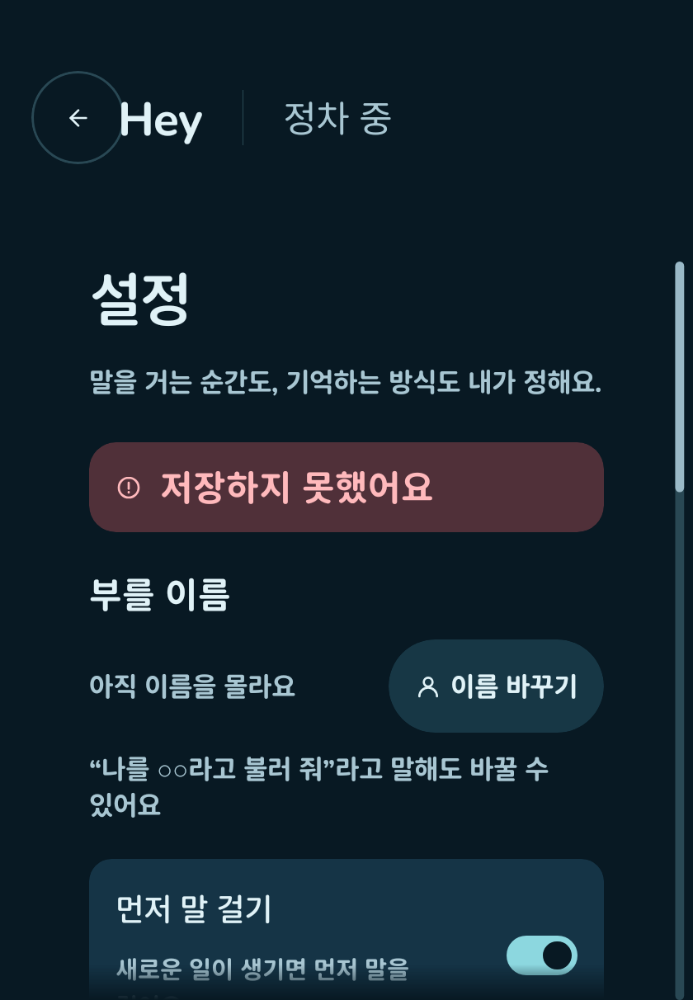 Hey
정차 중
설정
말을 거는 순간도, 기억하는 방식도 내가 정해요.
저장하지 못했어요
부를 이름
아직 이름을 몰라요
이름 바꾸기
“나를 ○○라고 불러 줘”라고 말해도 바꿀 수
있어요
먼저 말 걸기
새로운 일이 생기면 먼저 말을